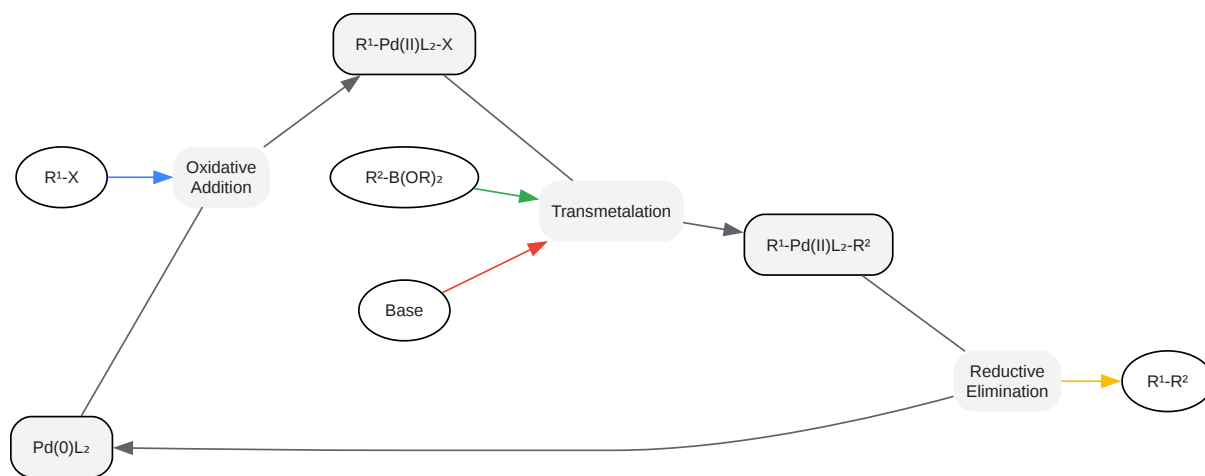 R¹-Pd(II)L₂-X
R¹-X
Oxidative
Addition
R²-B(OR)₂
Transmetalation
R¹-Pd(II)L₂-R²
Base
Reductive
Elimination
R¹-R²
Pd(0)L₂